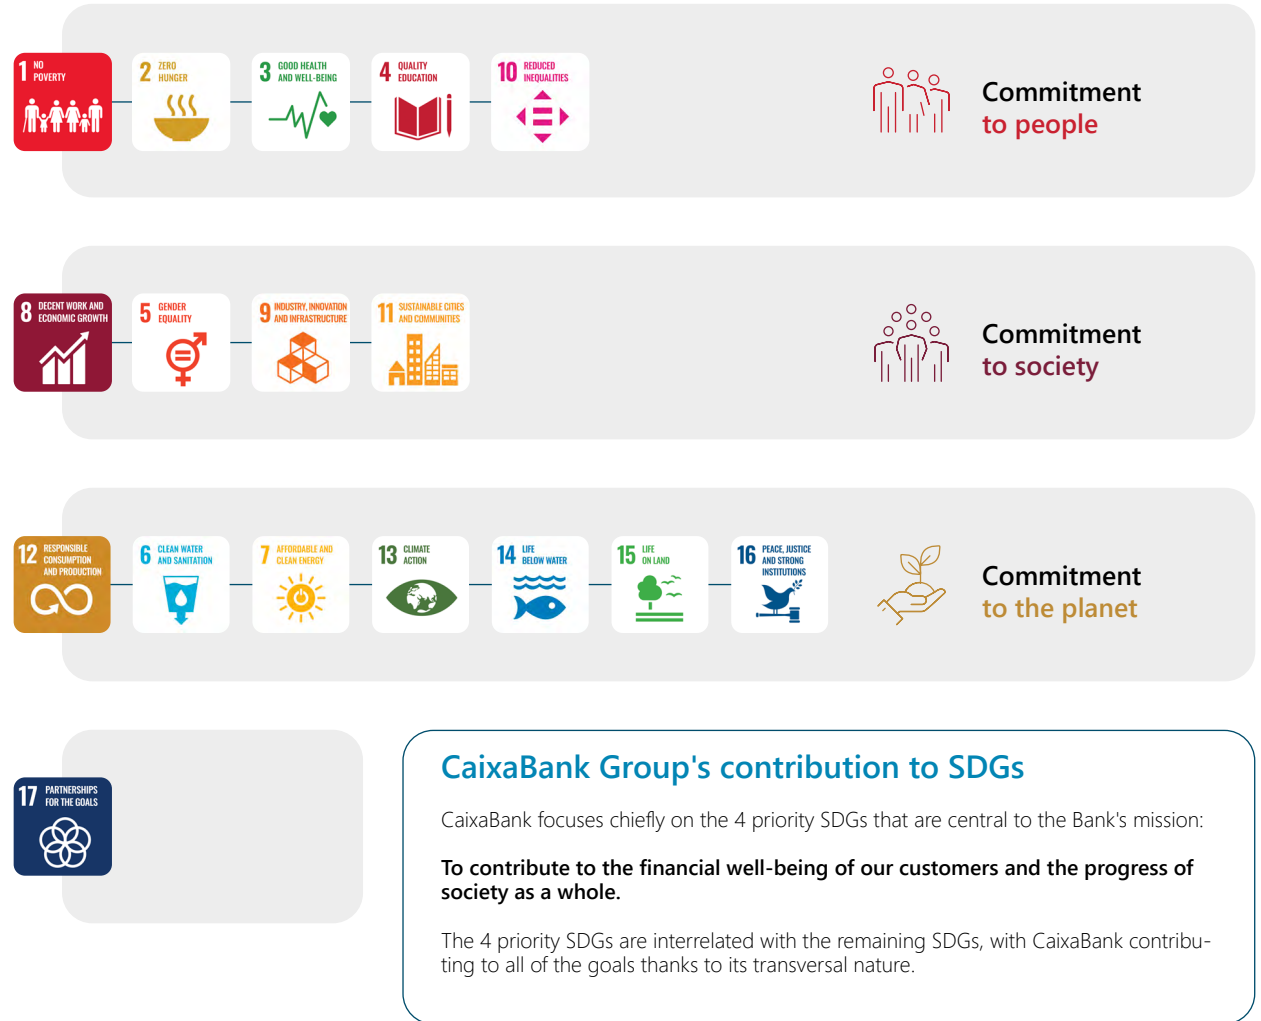 1 NO
POVERTY
2 ZERO
HUNGER
3 GOOD HEALTH
AND WELL-BEING
4 QUALITY
EDUCATION
10 REDUCED
INEQUALITIES
Commitment
to people
8 DECENT WORK AND
ECONOMIC GROWTH
5 GENDER
EQUALITY
9 INDUSTRY, INNOVATION
AND INFRASTRUCTURE
11 SUSTAINABLE CITIES
AND COMMUNITIES
Commitment
to society
12 RESPONSIBLE
CONSUMPTION
AND PRODUCTION
6 CLEAN WATER
AND SANITATION
7 AFFORDABLE AND
CLEAN ENERGY
13 CLIMATE
ACTION
14 LIFE
BELOW WATER
15 LIFE
ON LAND
16 PEACE, JUSTICE
AND STRONG
INSTITUTIONS
Commitment
to the planet
17 PARTNERSHIPS
FOR THE GOALS
CaixaBank Group's contribution to SDGs
CaixaBank focuses chiefly on the 4 priority SDGs that are central to the Bank's mission:
To contribute to the financial well-being of our customers and the progress of
society as a whole.
The 4 priority SDGs are interrelated with the remaining SDGs, with CaixaBank contribu-
ting to all of the goals thanks to its transversal nature.